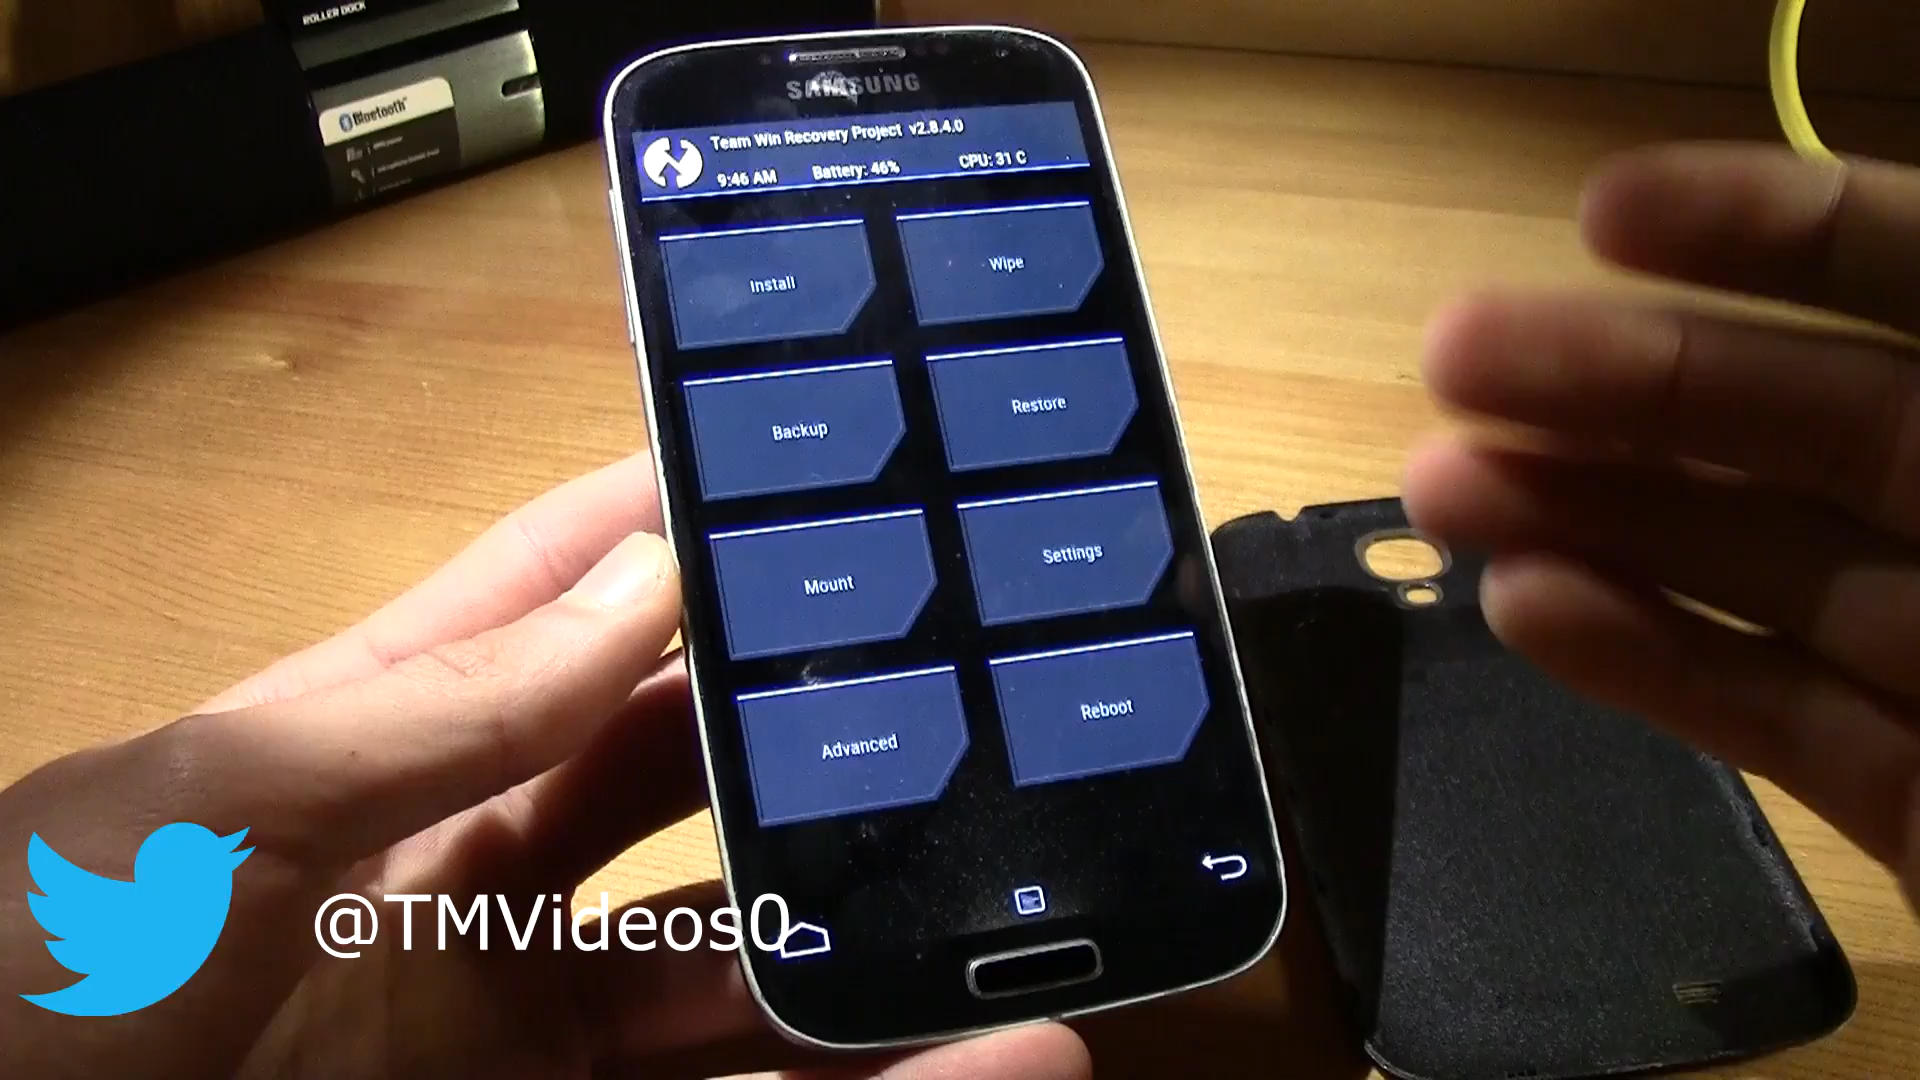 ROLLER DOCK
Bluetooth
SAMSUNG
Team Win Recovery Project v2.8.4.0
9:46 AM Battery: 46% CPU: 31 C
Install
Wipe
Backup
Restore
Mount
Settings
Advanced
Reboot
@TMVideos0